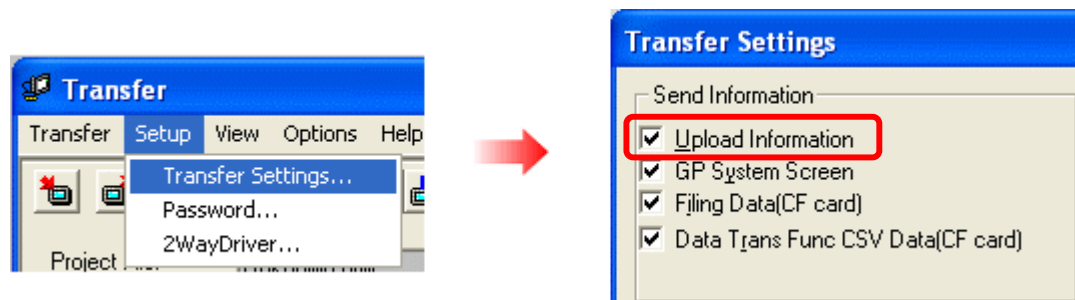 Transfer
Transfer Setup View Options Help
Transfer Settings...
Password...
2WayDriver...
Project
Transfer Settings
Send Information
Upload Information
GP System Screen
Filing Data(CF card)
Data Trans Func CSV Data(CF card)